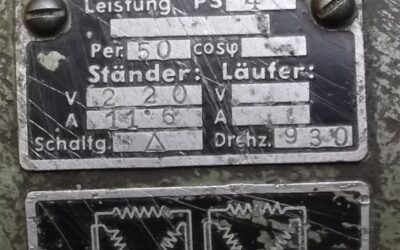 Leistung PS 4
Per. 50 cosφ
Ständer: Läufer:
V 220 V
A 11·6 A
Schaltg. △ Drehz. 930